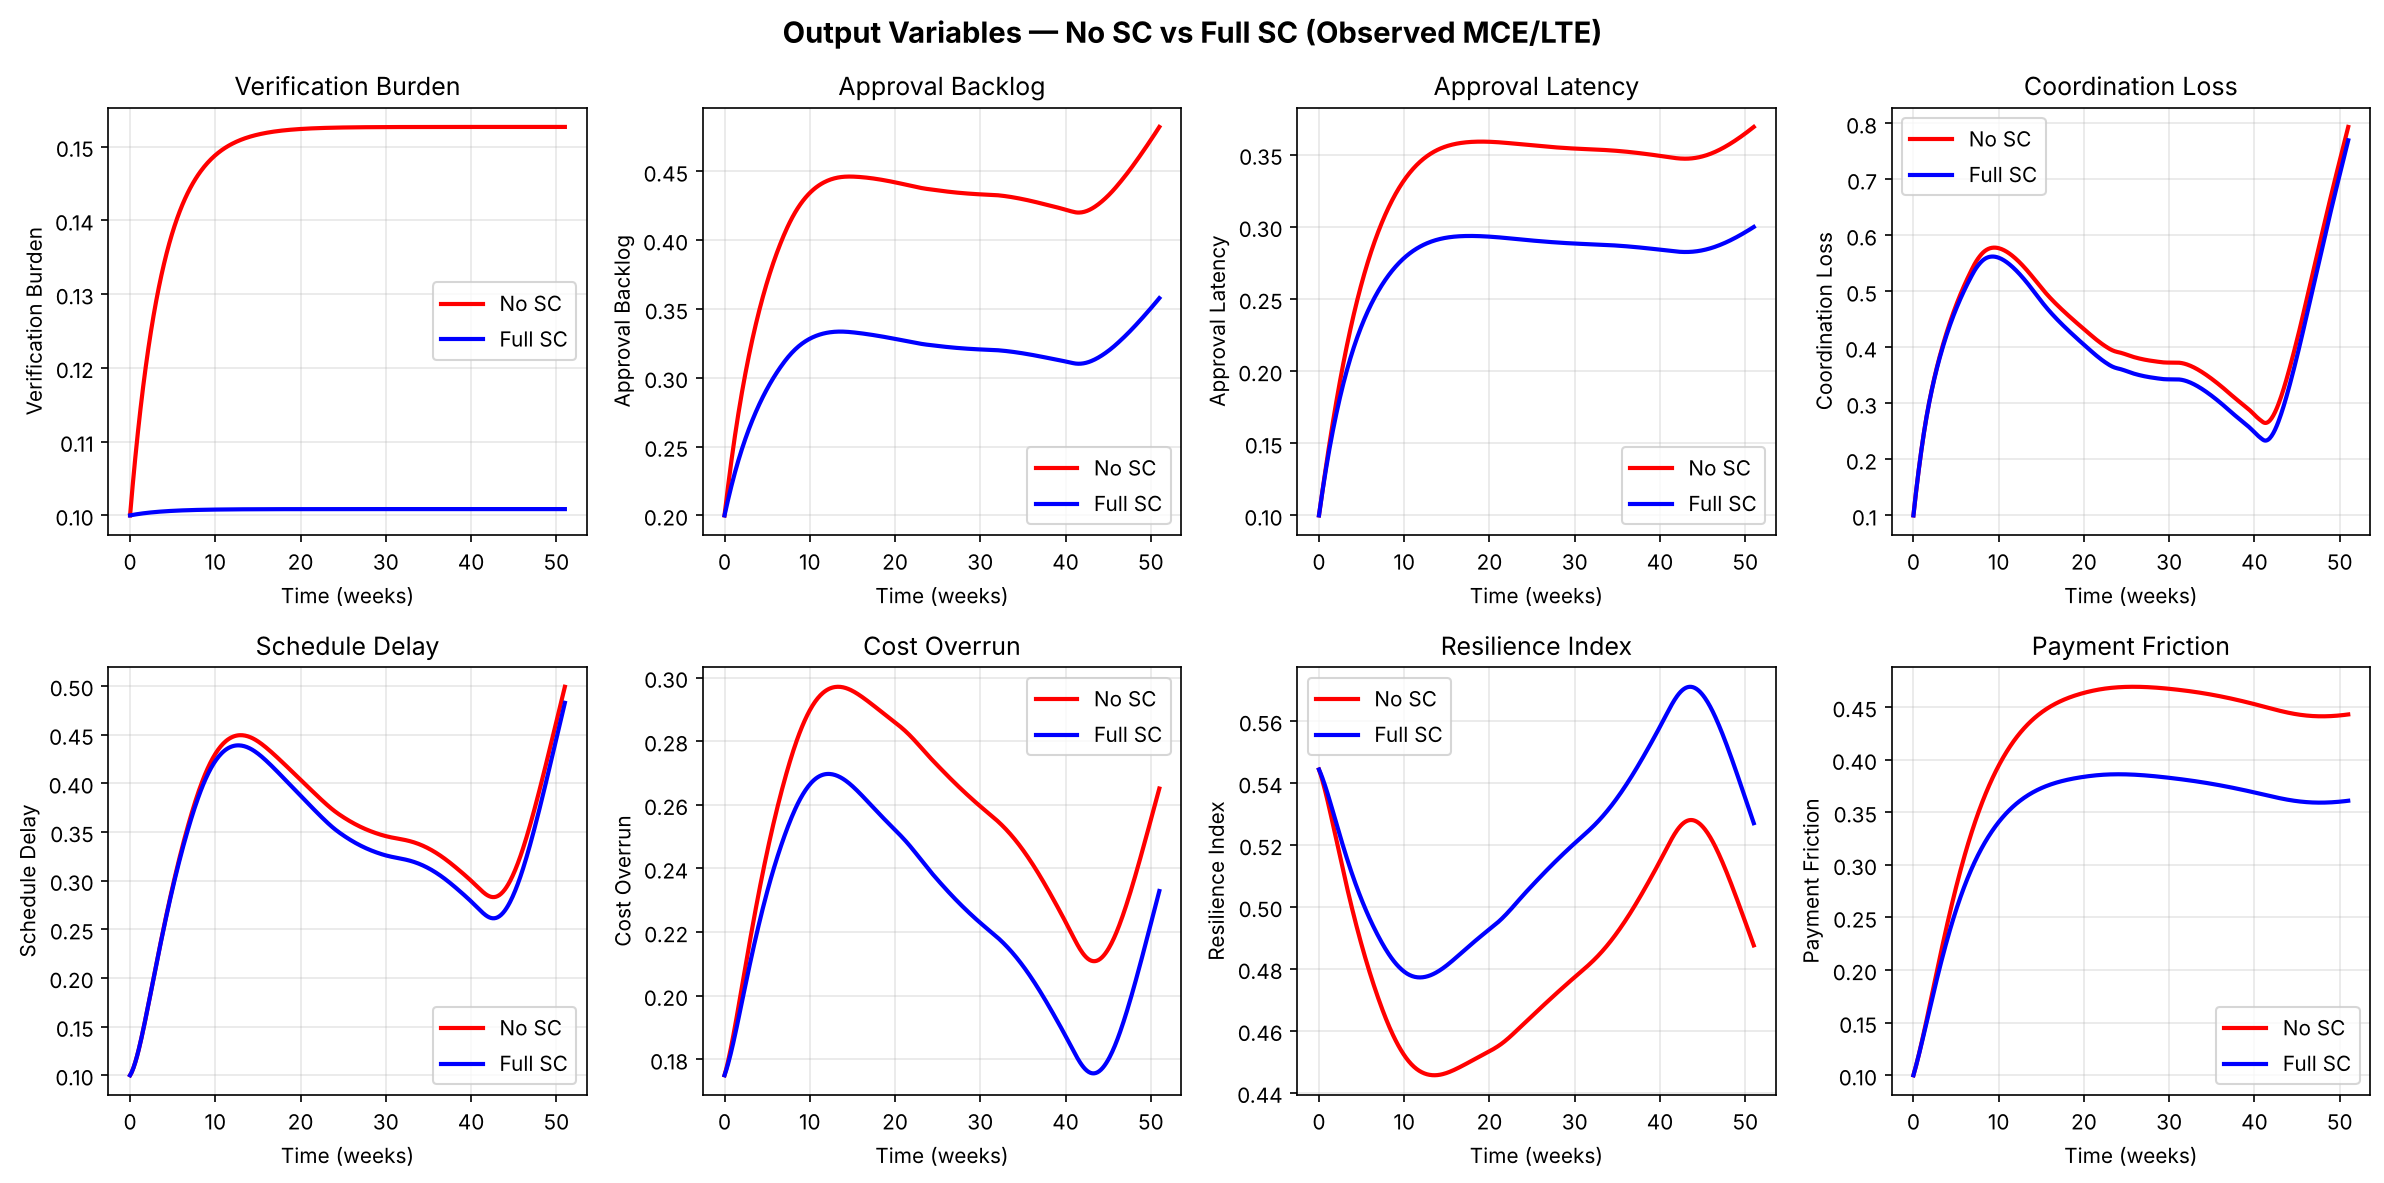 Output Variables — No SC vs Full SC (Observed MCE/LTE)
Verification Burden
Verification Burden
0.15
0.14
0.13
0.12
0.11
0.10
No SC
Full SC
0 10 20 30 40 50
Time (weeks)
Approval Backlog
Approval Backlog
0.45
0.40
0.35
0.30
0.25
0.20
No SC
Full SC
0 10 20 30 40 50
Time (weeks)
Approval Latency
Approval Latency
0.35
0.30
0.25
0.20
0.15
0.10
No SC
Full SC
0 10 20 30 40 50
Time (weeks)
Coordination Loss
Coordination Loss
0.8
0.7
0.6
0.5
0.4
0.3
0.2
0.1
No SC
Full SC
0 10 20 30 40 50
Time (weeks)
Schedule Delay
Schedule Delay
0.50
0.45
0.40
0.35
0.30
0.25
0.20
0.15
0.10
No SC
Full SC
0 10 20 30 40 50
Time (weeks)
Cost Overrun
Cost Overrun
0.30
0.28
0.26
0.24
0.22
0.20
0.18
No SC
Full SC
0 10 20 30 40 50
Time (weeks)
Resilience Index
Resilience Index
0.56
0.54
0.52
0.50
0.48
0.46
0.44
No SC
Full SC
0 10 20 30 40 50
Time (weeks)
Payment Friction
Payment Friction
0.45
0.40
0.35
0.30
0.25
0.20
0.15
0.10
No SC
Full SC
0 10 20 30 40 50
Time (weeks)